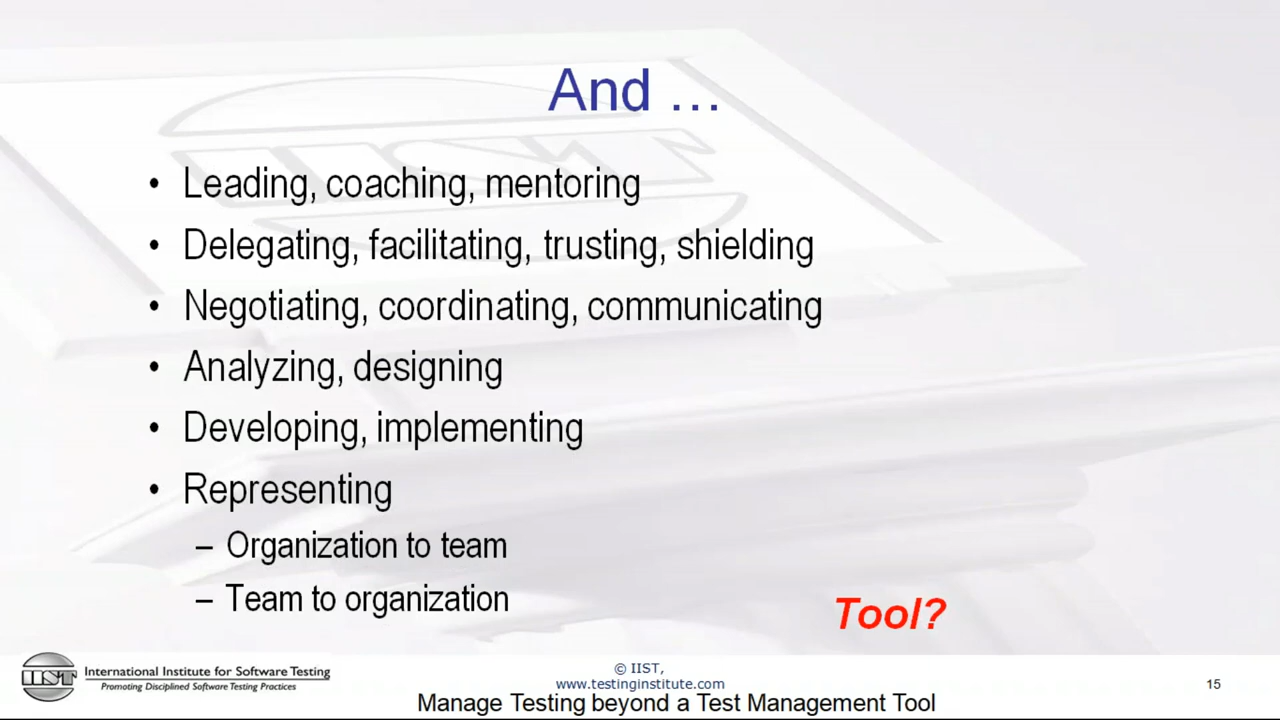 And …
• Leading, coaching, mentoring
• Delegating, facilitating, trusting, shielding
• Negotiating, coordinating, communicating
• Analyzing, designing
• Developing, implementing
• Representing
– Organization to team
– Team to organization
Tool?
IIST
International Institute for Software Testing
Promoting Disciplined Software Testing Practices
© IIST,
www.testinginstitute.com
15
Manage Testing beyond a Test Management Tool